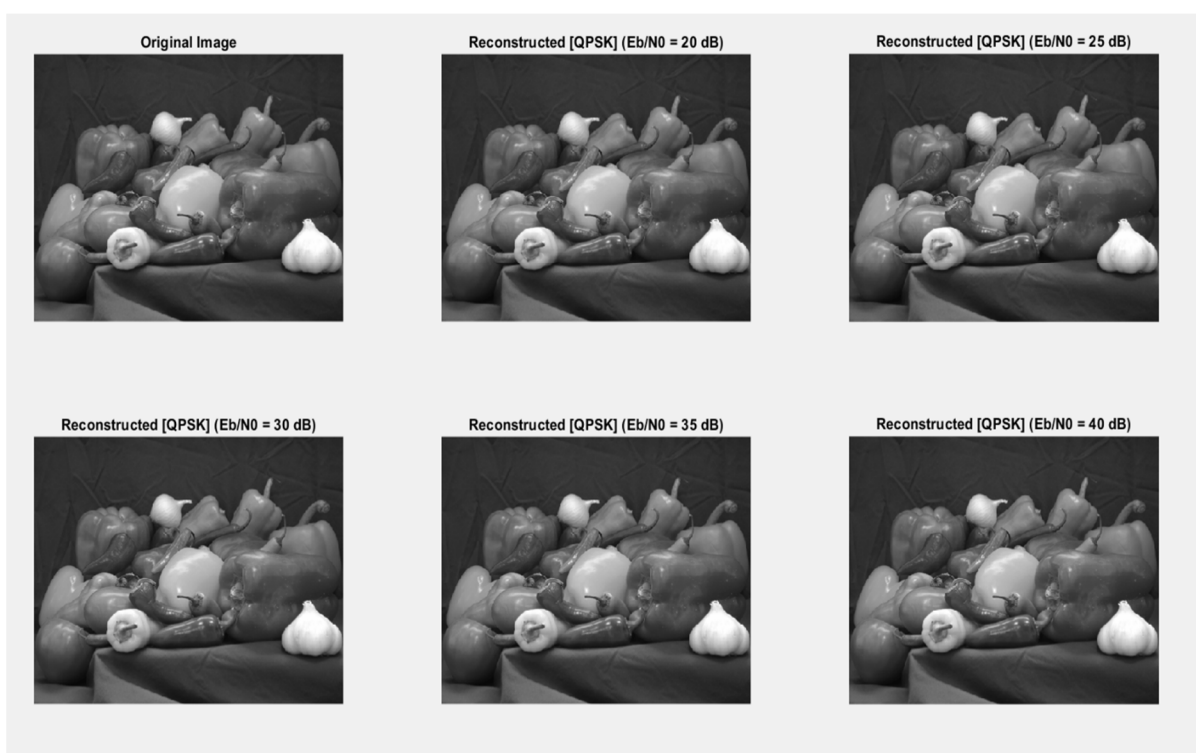 Original Image
Reconstructed [QPSK] (Eb/N0 = 20 dB)
Reconstructed [QPSK] (Eb/N0 = 25 dB)
Reconstructed [QPSK] (Eb/N0 = 30 dB)
Reconstructed [QPSK] (Eb/N0 = 35 dB)
Reconstructed [QPSK] (Eb/N0 = 40 dB)